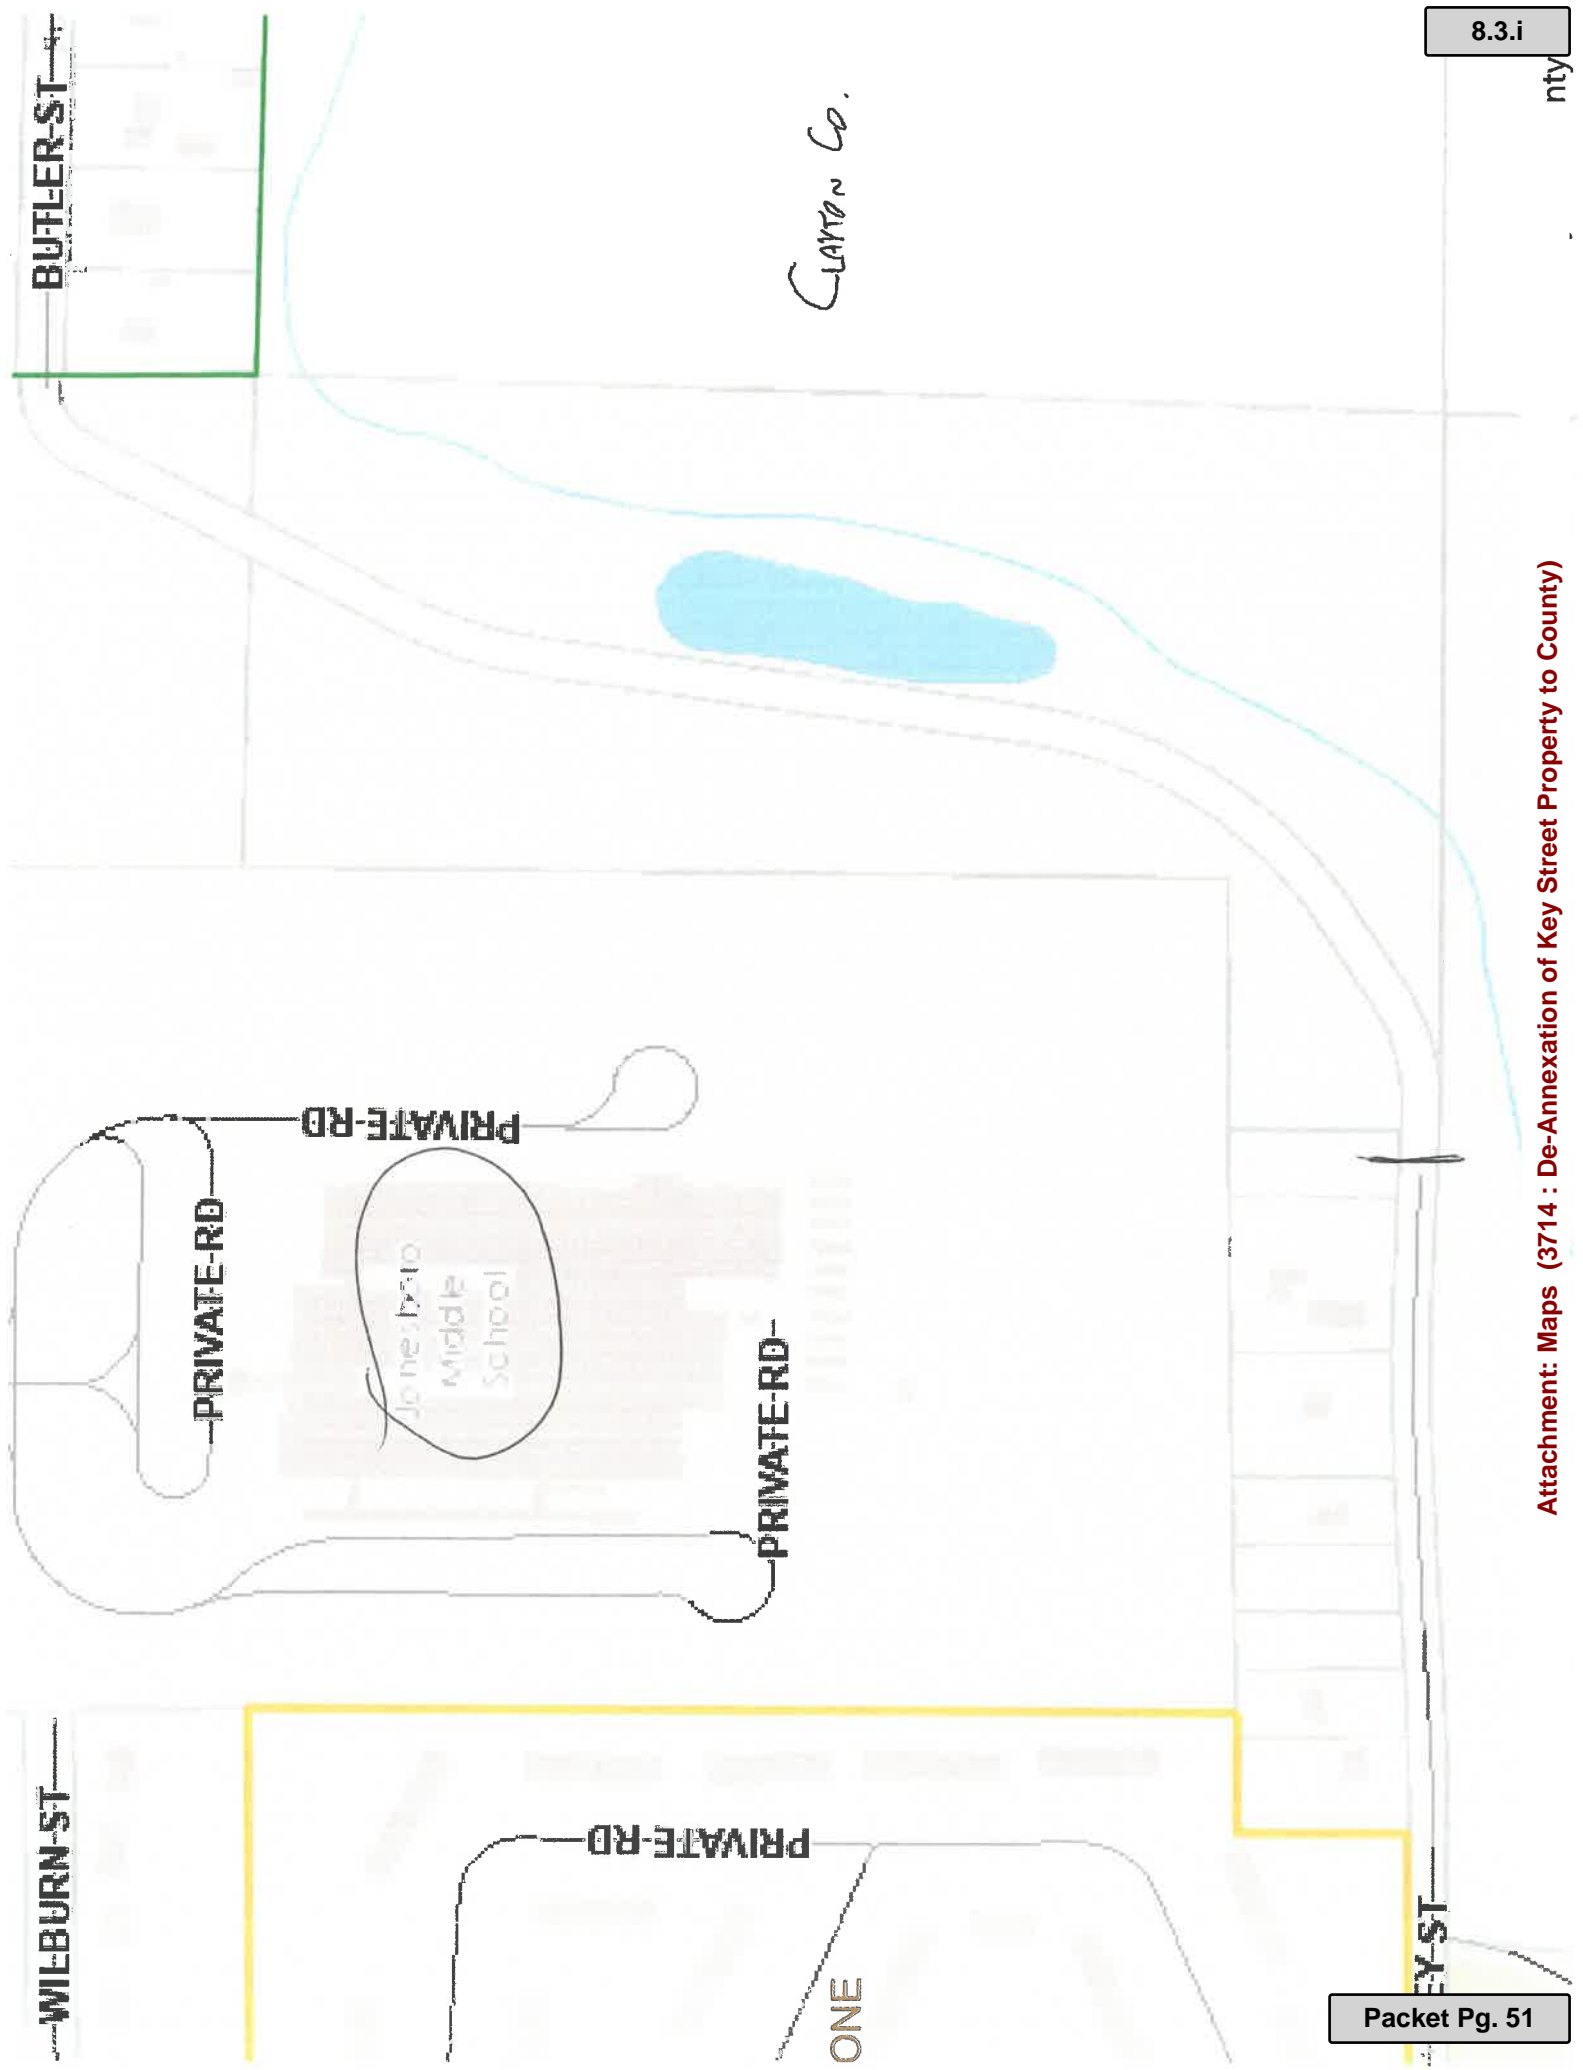 8.3.i
nty
BUTLER-ST
CLAYTON CO.
PRIVATE-RD
PRIVATE-RD
Jonesboro
Middle
School
PRIVATE-RD
WILBURN-ST
PRIVATE-RD
ONE
EY-ST
Attachment: Maps (3714 : De-Annexation of Key Street Property to County)
Packet Pg. 51